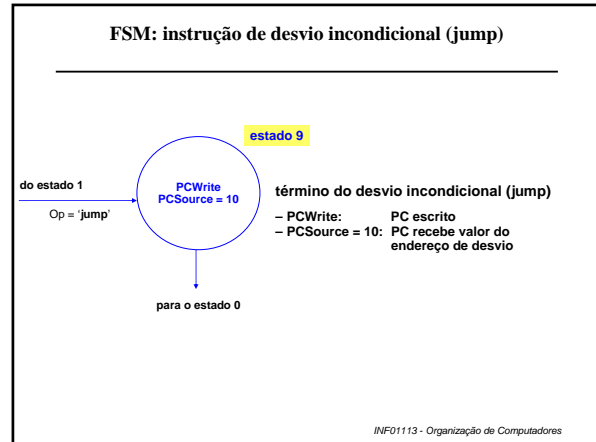 FSM: instrução de desvio incondicional (jump)
estado 9
do estado 1
Op = ‘jump’
PCWrite
PCSource = 10
término do desvio incondicional (jump)
– PCWrite: PC escrito
– PCSource = 10: PC recebe valor do
endereço de desvio
para o estado 0
INF01113 - Organização de Computadores